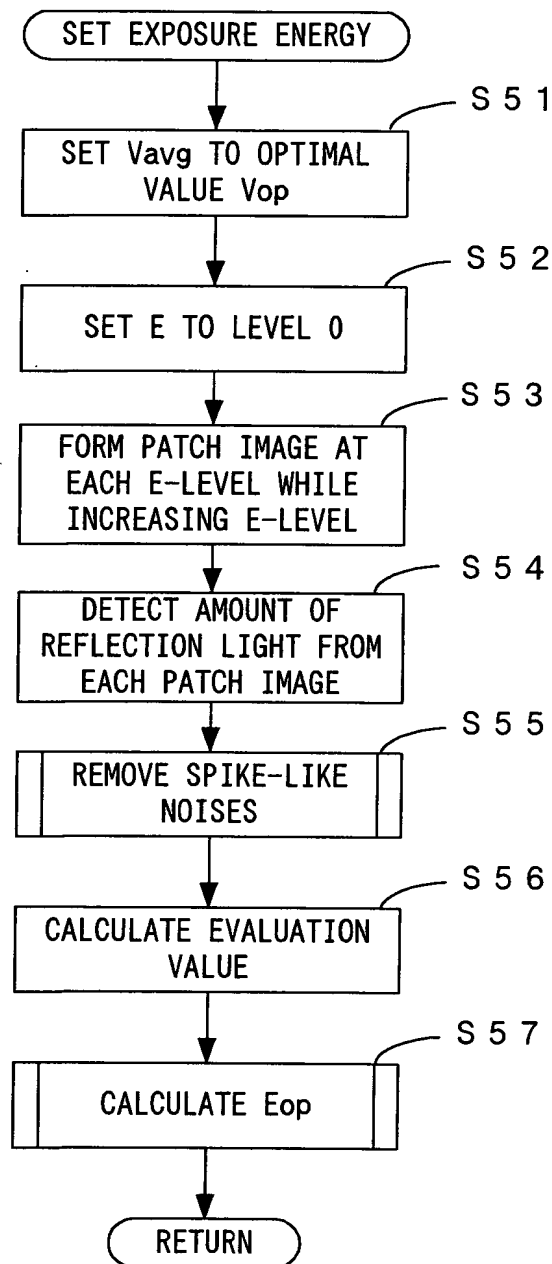 SET EXPOSURE ENERGY
S51
SET Vavg TO OPTIMAL
VALUE Vop
S52
SET E TO LEVEL 0
S53
FORM PATCH IMAGE AT
EACH E-LEVEL WHILE
INCREASING E-LEVEL
S54
DETECT AMOUNT OF
REFLECTION LIGHT FROM
EACH PATCH IMAGE
S55
REMOVE SPIKE-LIKE
NOISES
S56
CALCULATE EVALUATION
VALUE
S57
CALCULATE Eop
RETURN